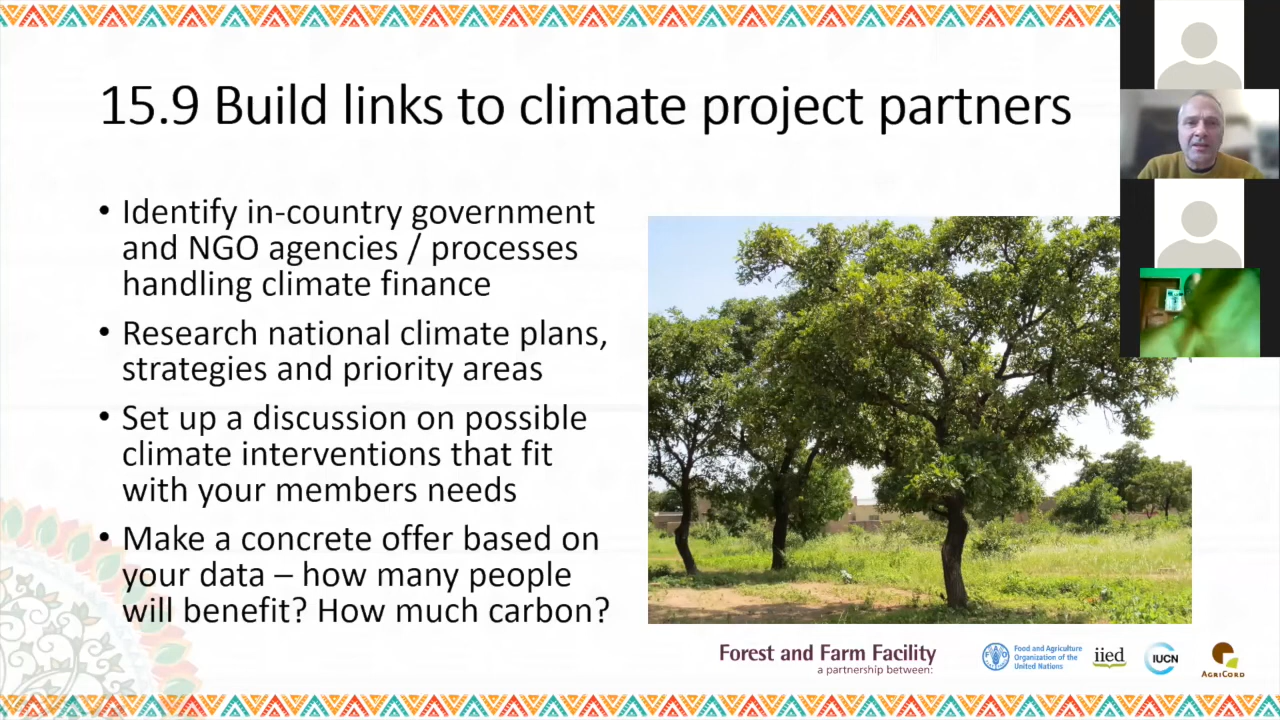 15.9 Build links to climate project partners
• Identify in-country government
and NGO agencies / processes
handling climate finance
• Research national climate plans,
strategies and priority areas
• Set up a discussion on possible
climate interventions that fit
with your members needs
• Make a concrete offer based on
your data – how many people
will benefit? How much carbon?
Forest and Farm Facility
a partnership between:
Food and Agriculture
Organization of the
United Nations
iied
IUCN
AGRICORD